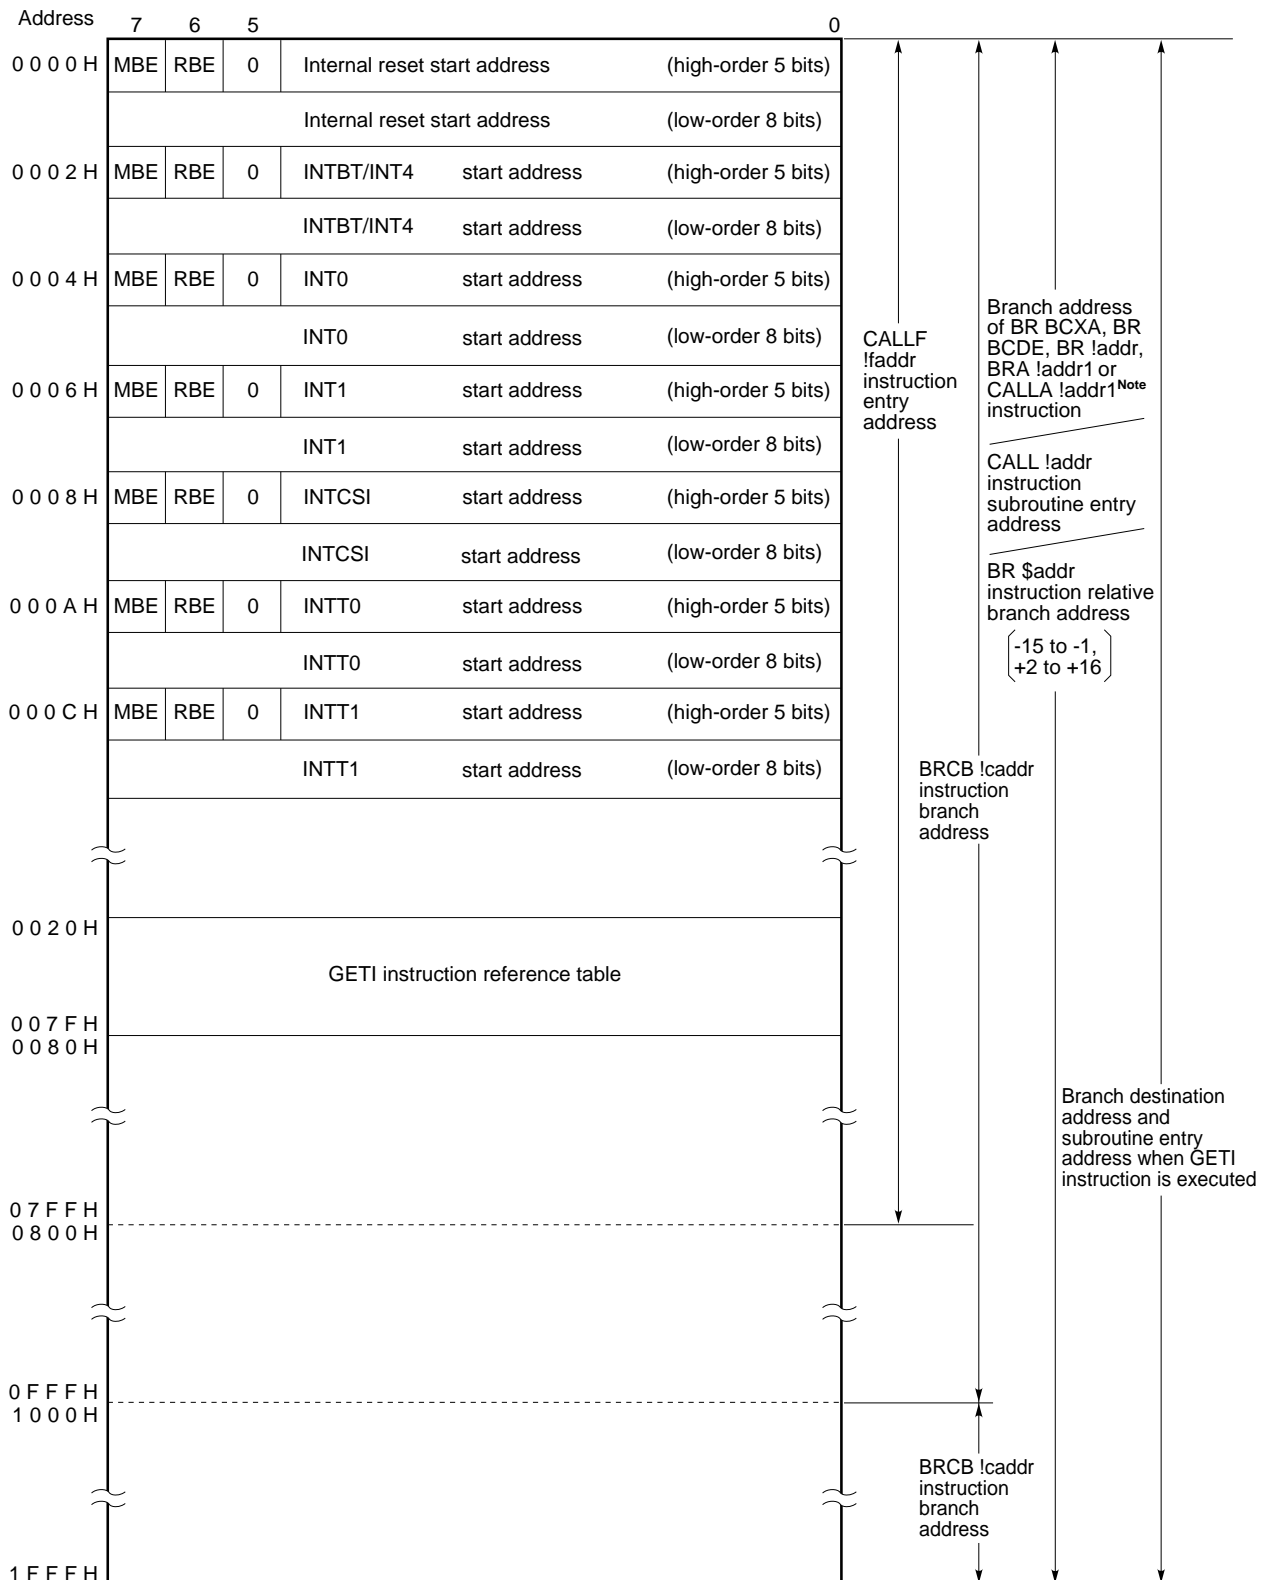 Address 7 6 5 0
0000H MBE RBE 0 Internal reset start address (high-order 5 bits)
Internal reset start address (low-order 8 bits)
0002H MBE RBE 0 INTBT/INT4 start address (high-order 5 bits)
INTBT/INT4 start address (low-order 8 bits)
0004H MBE RBE 0 INT0 start address (high-order 5 bits)
INT0 start address (low-order 8 bits)
0006H MBE RBE 0 INT1 start address (high-order 5 bits)
INT1 start address (low-order 8 bits)
0008H MBE RBE 0 INTCSI start address (high-order 5 bits)
INTCSI start address (low-order 8 bits)
000AH MBE RBE 0 INTT0 start address (high-order 5 bits)
INTT0 start address (low-order 8 bits)
000CH MBE RBE 0 INTT1 start address (high-order 5 bits)
INTT1 start address (low-order 8 bits)
0020H
GETI instruction reference table
007FH
0080H
07FFH
0800H
0FFFH
1000H
1FFFH
CALLF
!faddr
instruction
entry
address
BRCB !caddr
instruction
branch
address
BRCB !caddr
instruction
branch
address
Branch address
of BR BCXA, BR
BCDE, BR !addr,
BRA !addr1 or
CALLA !addr1Note
instruction
CALL !addr
instruction
subroutine entry
address
BR $addr
instruction relative
branch address
-15 to -1,
+2 to +16
Branch destination
address and
subroutine entry
address when GETI
instruction is executed